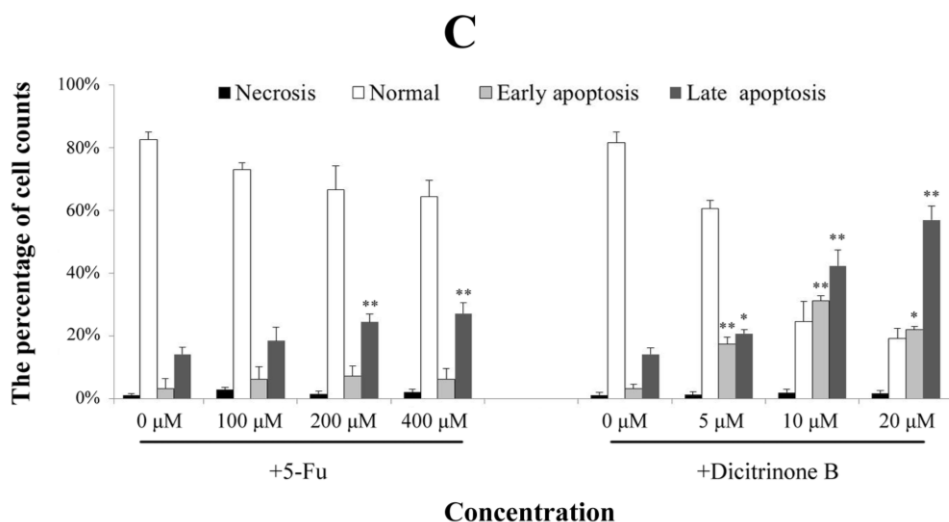 C
The percentage of cell counts
100%
80%
60%
40%
20%
0%
Necrosis Normal Early apoptosis Late apoptosis
** ** ** * ** ** * **
0 μM 100 μM 200 μM 400 μM 0 μM 5 μM 10 μM 20 μM
+5-Fu +Dicitrinone B
Concentration